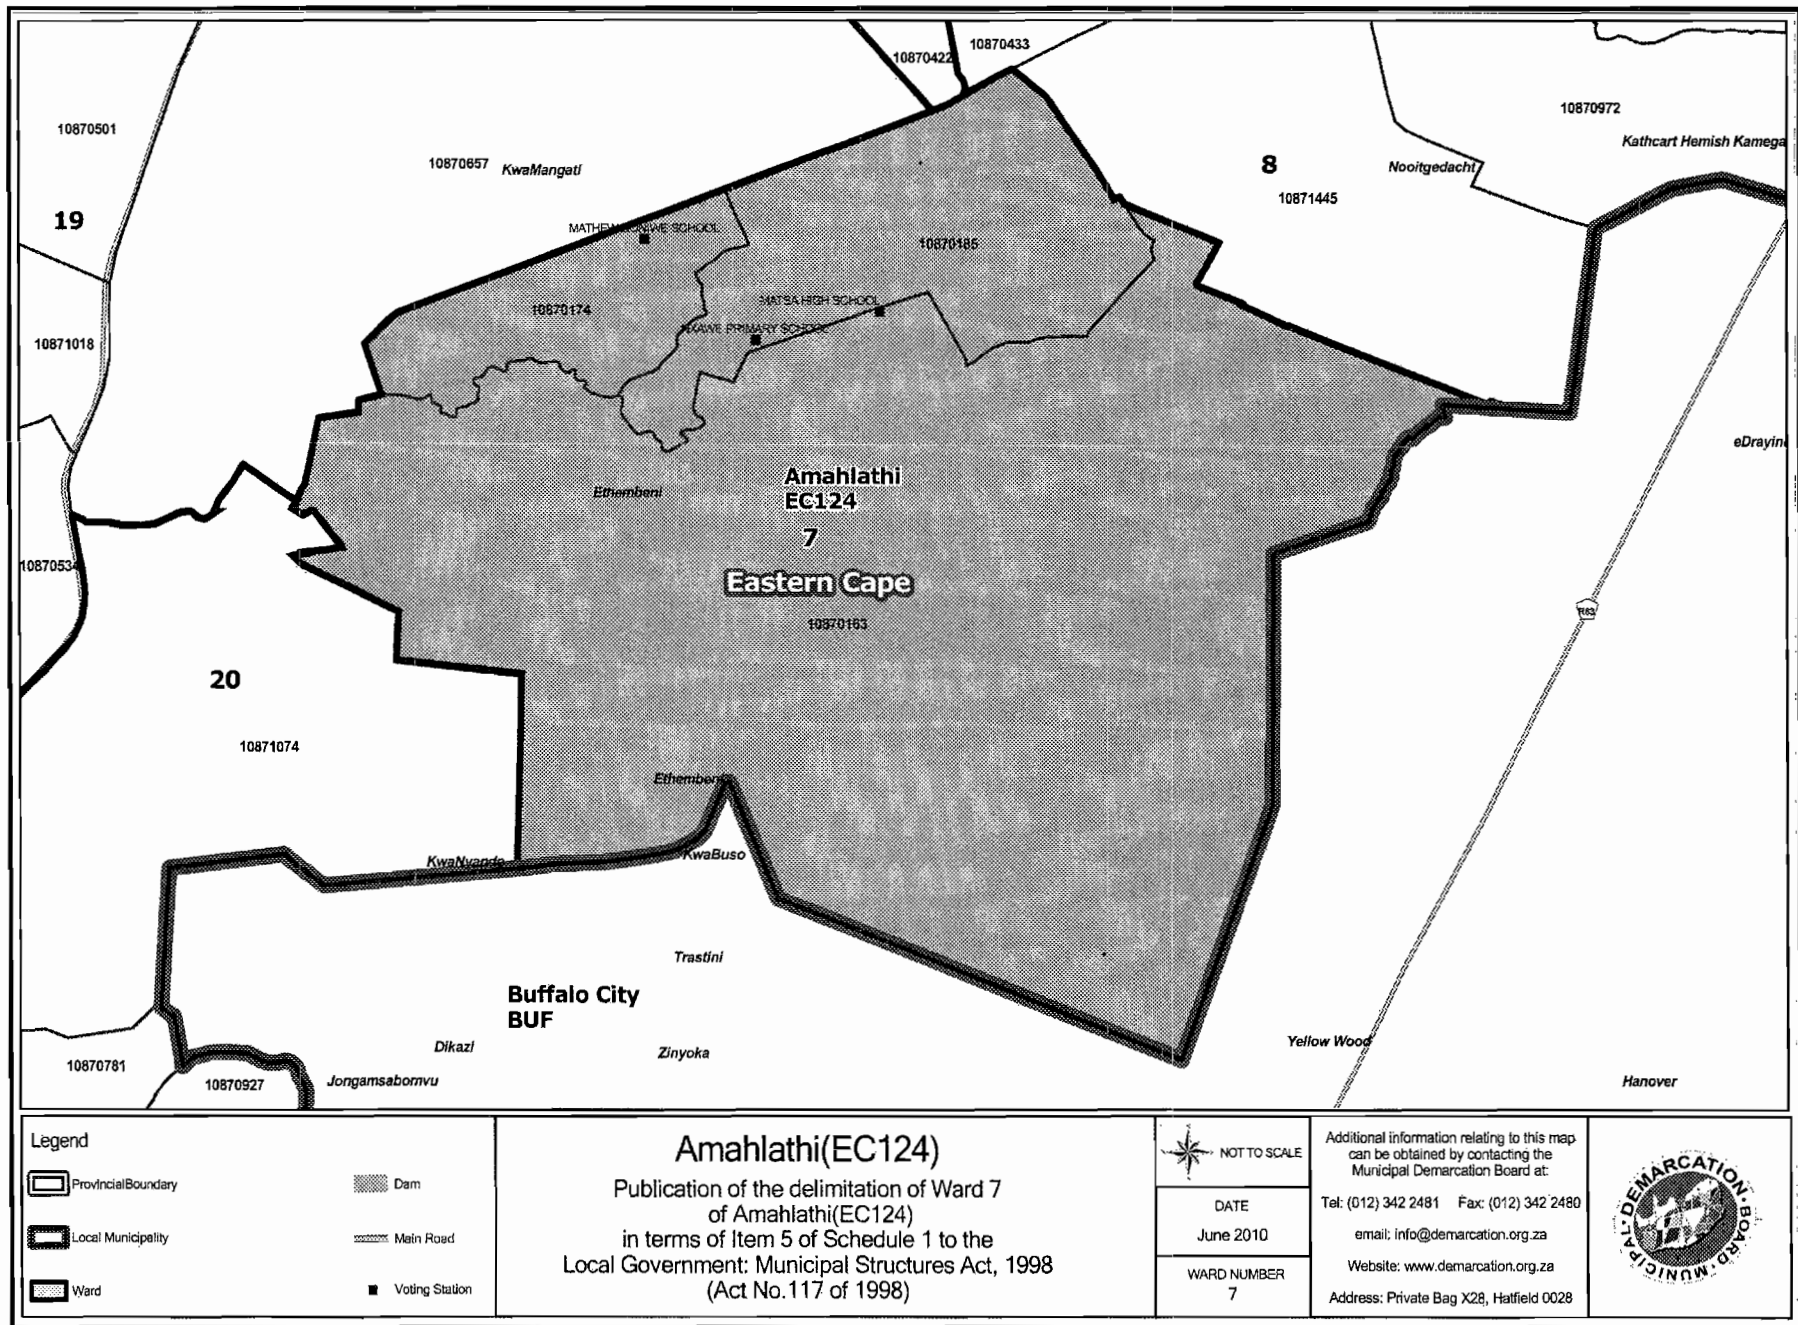 10870433
10870422
10870972
10870501
Kathcart Hemish Kamega
10870657
KwaMangati
8
Nooitgedacht
10871445
19
10870185
10870174
MATSA HIGH SCHOOL
PRIMARY SCHOOL
10871018
eDrayin
Amahlathi
EC124
Ethembeni
7
10870534
Eastern Cape
R63
10870163
20
10871074
Ethembeni
KwaNyando
KwaBuso
Trastini
Buffalo City
BUF
Dikazi
Zinyoka
Yellow Wood
10870781
10870927
Jongamsabomvu
Hanover
Legend
ProvincialBoundary
Dam
Local Municipality
Main Road
Ward
Voting Station
Amahlathi(EC124)
Publication of the delimitation of Ward 7
of Amahlathi(EC124)
in terms of Item 5 of Schedule 1 to the
Local Government: Municipal Structures Act, 1998
(Act No.117 of 1998)
NOT TO SCALE
DATE
June 2010
WARD NUMBER
7
Additional information relating to this map
can be obtained by contacting the
Municipal Demarcation Board at:
Tel: (012) 342 2481 Fax: (012) 342 2480
email: info@demarcation.org.za
Website: www.demarcation.org.za
Address: Private Bag X28, Hatfield 0028
MUNICIPAL DEMARCATION BOARD